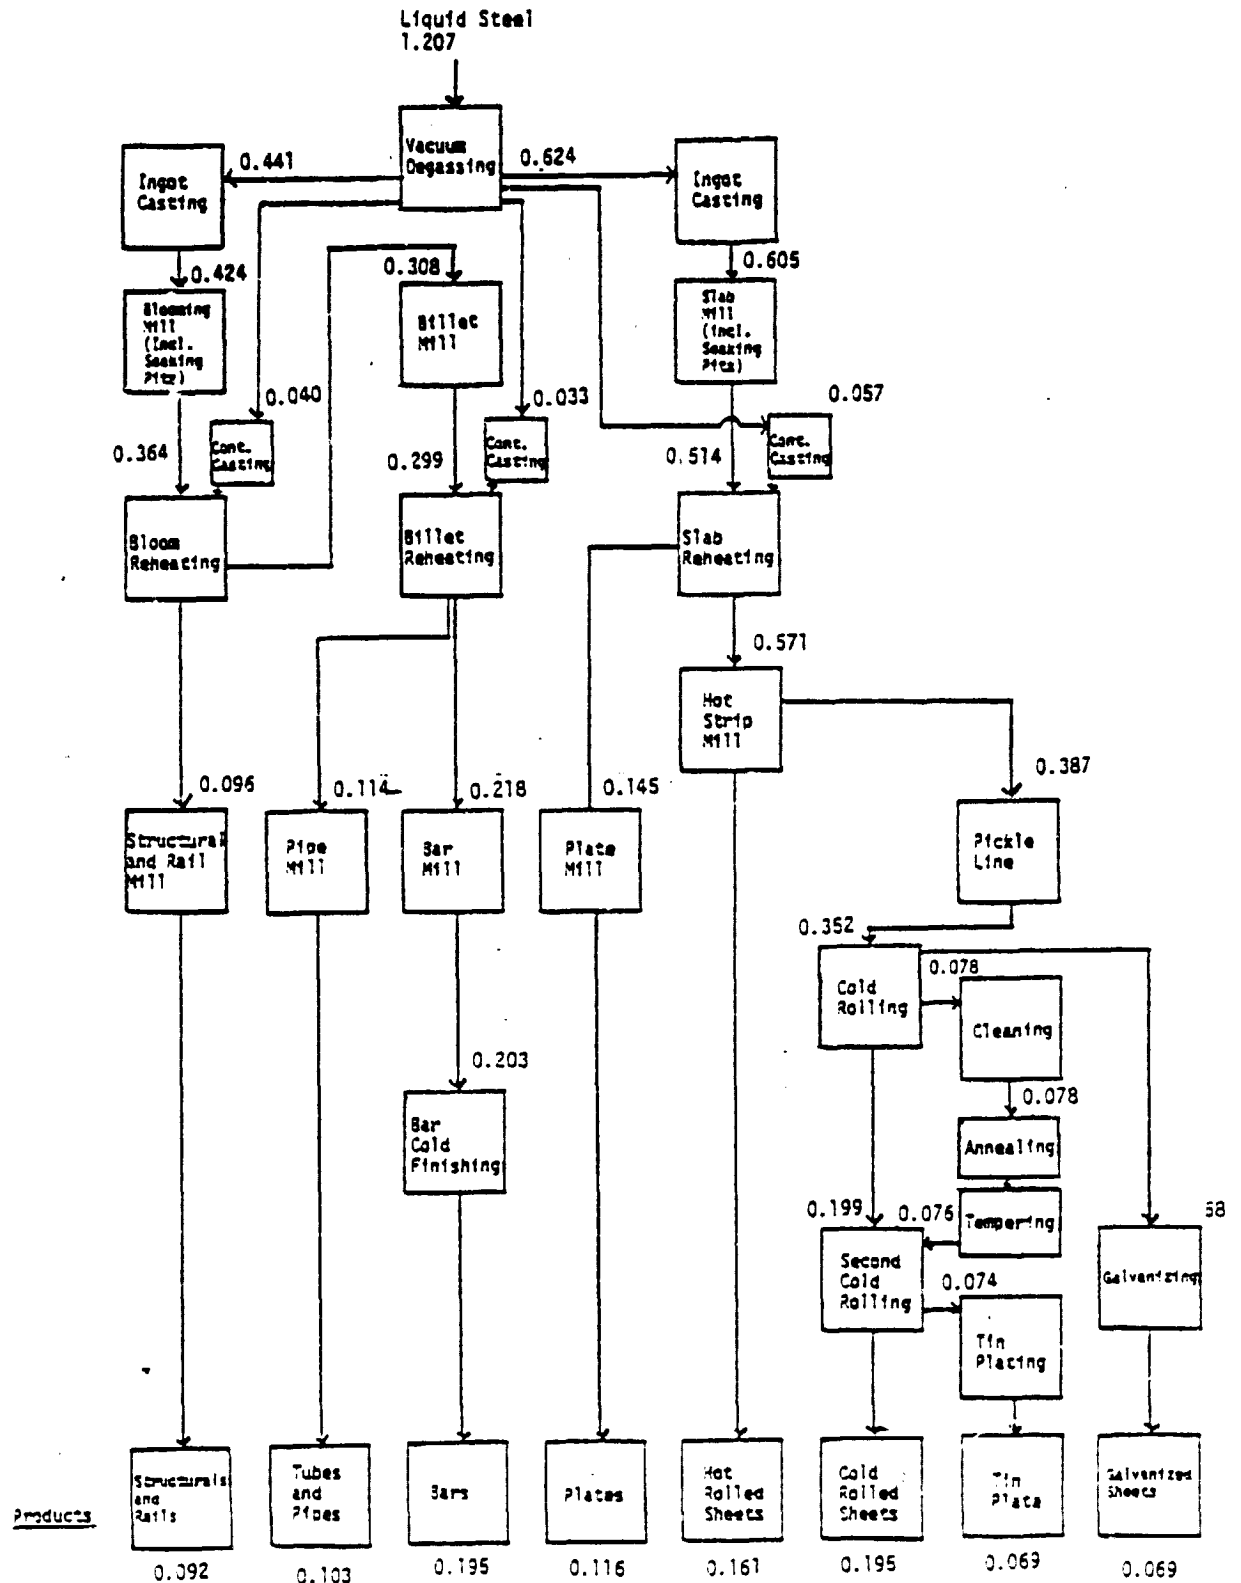 Liquid Steel
1.207
Vacuum
Degassing
0.441
0.624
Ingot
Casting
Ingot
Casting
0.424
0.308
0.605
Blooming
Mill
(Incl.
Soaking
Pits)
Billet
Mill
Slab
Mill
(incl.
Soaking
Pits)
0.040
0.033
0.057
Cont.
Casting
Cont.
Casting
Cont.
Casting
0.364
0.299
0.514
Bloom
Reheating
Billet
Reheating
Slab
Reheating
0.571
Hot
Strip
Mill
0.387
0.096
0.114
0.218
0.145
Structural
and Rail
Mill
Pipe
Mill
Bar
Mill
Plate
Mill
Pickle
Line
0.352
0.078
Cold
Rolling
Cleaning
0.203
0.078
Bar
Cold
Finishing
Annealing
0.199
0.076
Tempering
68
Second
Cold
Rolling
0.074
Galvanizing
Tin
Plating
Products
Structurals
and
Rails
Tubes
and
Pipes
Bars
Plates
Hot
Rolled
Sheets
Cold
Rolled
Sheets
Tin
Plate
Galvanized
Sheets
0.092
0.103
0.195
0.116
0.161
0.195
0.069
0.069